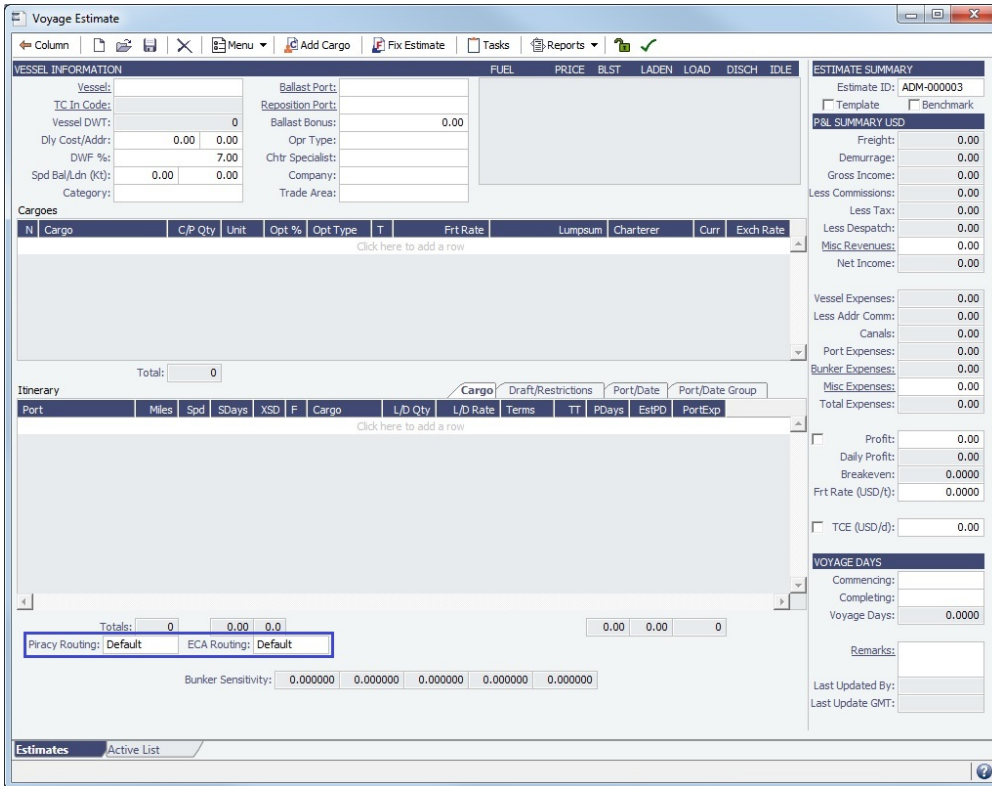 Voyage Estimate
Column Menu Add Cargo Fix Estimate Tasks Reports
VESSEL INFORMATION
Vessel:
TC In Code:
Vessel DWT: 0
Dly Cost/Addr: 0.00 0.00
DWF %: 7.00
Spd Bal/Ldn (Kt): 0.00 0.00
Category:
Ballast Port:
Reposition Port:
Ballast Bonus: 0.00
Opr Type:
Chtr Specialist:
Company:
Trade Area:
FUEL PRICE BLST LADEN LOAD DISCH IDLE
Cargoes
N Cargo C/P Qty Unit Opt % Opt Type T Frt Rate Lumpsum Charterer Curr Exch Rate
Click here to add a row
Total: 0
Itinerary
Cargo Draft/Restrictions Port/Date Port/Date Group
Port Miles Spd SDays XSD F Cargo L/D Qty L/D Rate Terms TT PDays EstPD PortExp
Click here to add a row
Totals: 0 0.00 0.0 0.00 0.00 0
Piracy Routing: Default ECA Routing: Default
Bunker Sensitivity: 0.000000 0.000000 0.000000 0.000000 0.000000
Estimates Active List
ESTIMATE SUMMARY
Estimate ID: ADM-000003
Template Benchmark
P&L SUMMARY USD
Freight: 0.00
Demurrage: 0.00
Gross Income: 0.00
Less Commissions: 0.00
Less Tax: 0.00
Less Despatch: 0.00
Misc Revenues: 0.00
Net Income: 0.00
Vessel Expenses: 0.00
Less Addr Comm: 0.00
Canals: 0.00
Port Expenses: 0.00
Bunker Expenses: 0.00
Misc Expenses: 0.00
Total Expenses: 0.00
Profit: 0.00
Daily Profit: 0.00
Breakeven: 0.0000
Frt Rate (USD/t): 0.0000
TCE (USD/d): 0.00
VOYAGE DAYS
Commencing:
Completing:
Voyage Days: 0.0000
Remarks:
Last Updated By:
Last Update GMT: